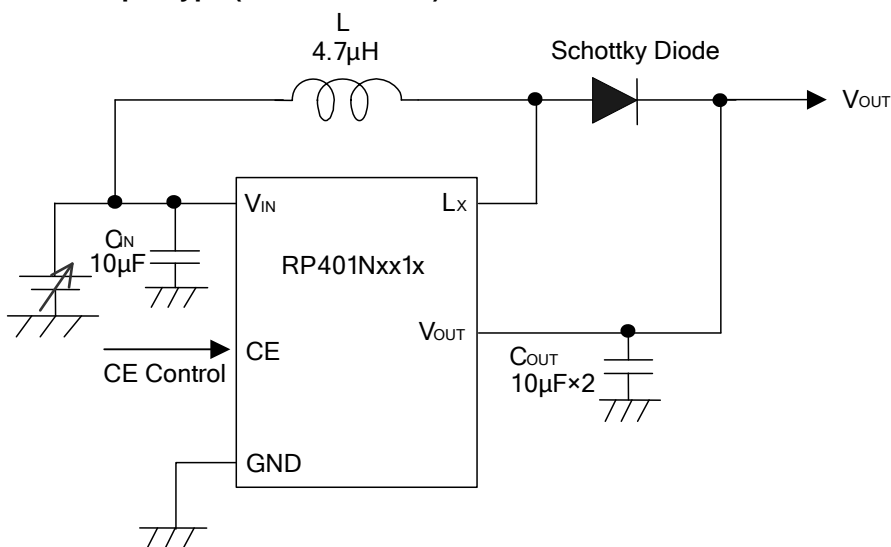 L
4.7µH
Schottky Diode
VOUT
VIN
LX
CIN
10µF
RP401Nxx1x
VOUT
CE
CE Control
COUT
10µF×2
GND